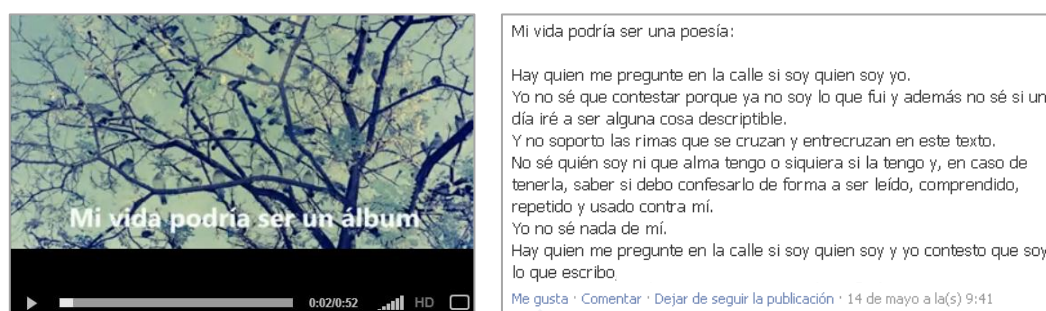 Mi vida podría ser un álbum
0:02/0:52
HD
Mi vida podría ser una poesía:
Hay quien me pregunte en la calle si soy quien soy yo.
Yo no sé que contestar porque ya no soy lo que fui y además no sé si un
día iré a ser alguna cosa descriptible.
Y no soporto las rimas que se cruzan y entrecruzan en este texto.
No sé quién soy ni que alma tengo o siquiera si la tengo y, en caso de
tenerla, saber si debo confesarlo de forma a ser leído, comprendido,
repetido y usado contra mí.
Yo no sé nada de mí.
Hay quien me pregunte en la calle si soy quien soy y yo contesto que soy
lo que escribo.
Me gusta · Comentar · Dejar de seguir la publicación · 14 de mayo a la(s) 9:41